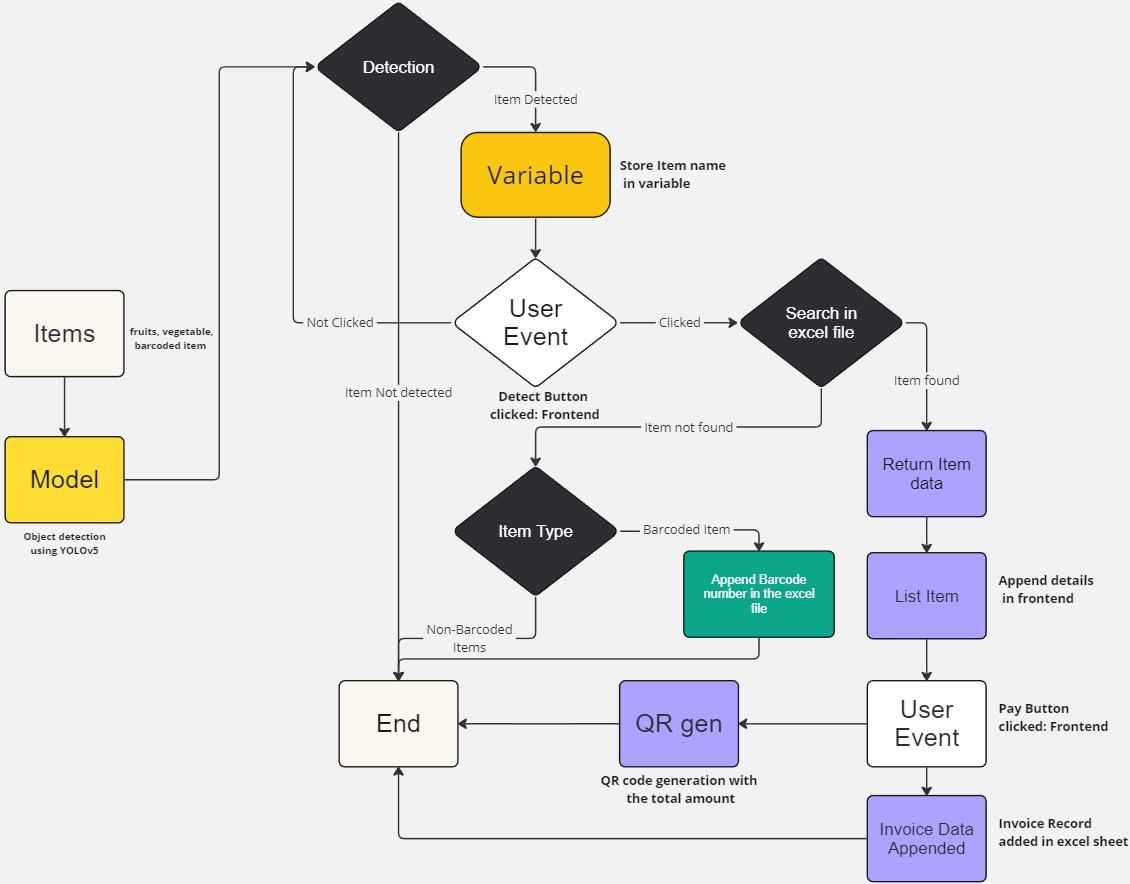 Detection
Item Detected
Variable
Store Item name
in variable
User
Event
Not Clicked
Clicked
Search in
excel file
Items
fruits, vegetable,
barcoded item
Item found
Item Not detected
Detect Button
clicked: Frontend
Item not found
Return Item
data
Model
Object detection
using YOLOv5
Item Type
Barcoded Item
Append Barcode
number in the excel
file
List Item
Append details
in frontend
Non-Barcoded
Items
End
QR gen
User
Event
Pay Button
clicked: Frontend
QR code generation with
the total amount
Invoice Data
Appended
Invoice Record
added in excel sheet